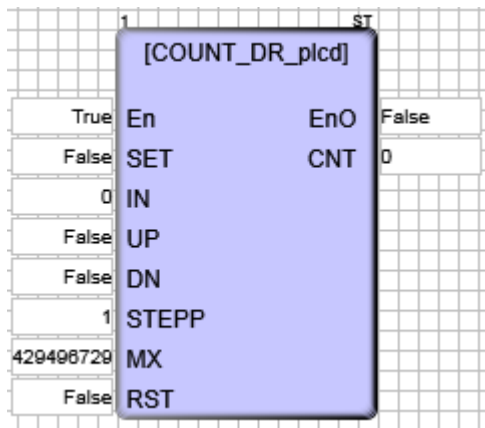 1 ST
[COUNT_DR_plcd]
True En EnO False
False SET CNT 0
0 IN
False UP
False DN
1 STEPP
429496729 MX
False RST